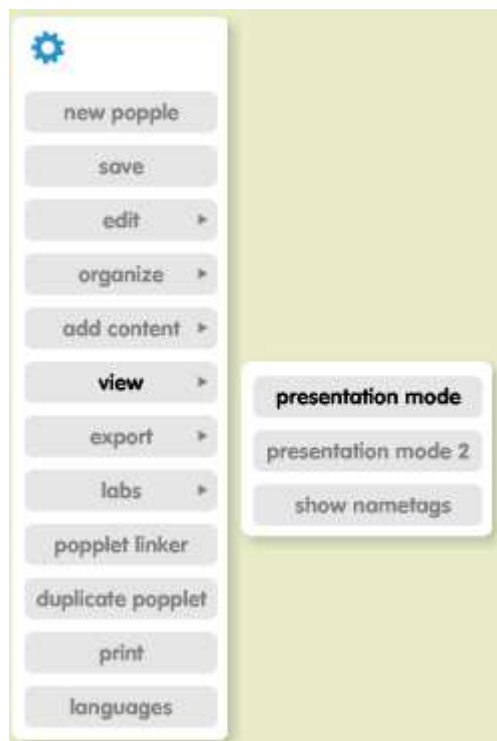 new popple
save
edit
organize
add content
view
export
labs
popplet linker
duplicate popplet
print
languages
presentation mode
presentation mode 2
show nametags